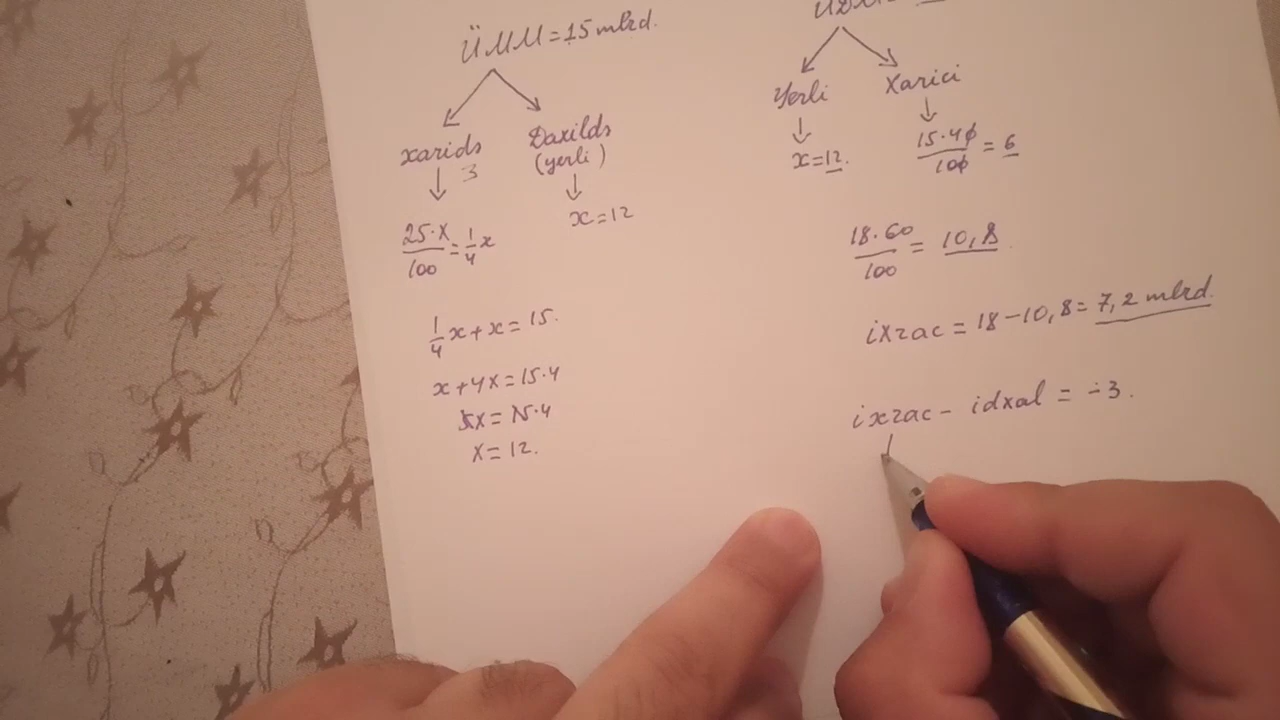 ÜMM = 15 mlrd.
xaricds Daxilds
3 (yerli)
25·x/100 = 1/4 x x = 12
1/4 x + x = 15.
x + 4x = 15·4
5x = 15·4
x = 12.
Yerli Xarici
x = 12. 15·40/100 = 6
18·60/100 = 10,8
ixrac = 18 - 10,8 = 7,2 mlrd.
ixrac - idxal = -3.